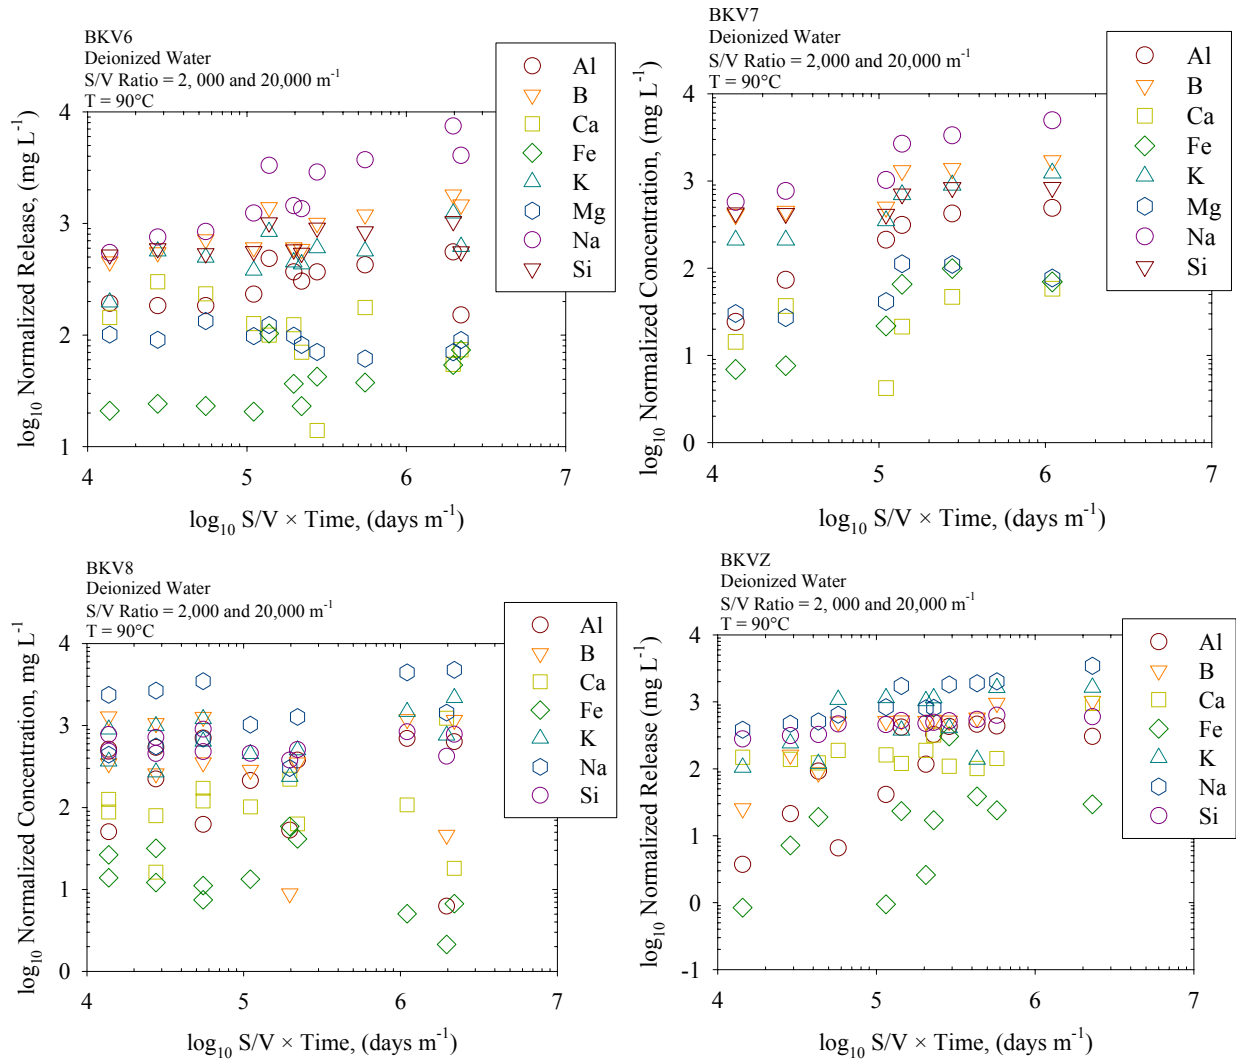 BKV6
Deionized Water
S/V Ratio = 2, 000 and 20,000 m⁻¹
T = 90°C
Al
B
Ca
Fe
K
Mg
Na
Si
log₁₀ Normalized Release, (mg L⁻¹)
4
3
2
1
4 5 6 7
log₁₀ S/V × Time, (days m⁻¹)
BKV7
Deionized Water
S/V Ratio = 2,000 and 20,000 m⁻¹
T = 90°C
Al
B
Ca
Fe
K
Mg
Na
Si
log₁₀ Normalized Concentration, (mg L⁻¹)
4
3
2
1
0
4 5 6 7
log₁₀ S/V × Time, (days m⁻¹)
BKV8
Deionized Water
S/V Ratio = 2,000 and 20,000 m⁻¹
T = 90°C
Al
B
Ca
Fe
K
Na
Si
log₁₀ Normalized Concentration, mg L⁻¹)
4
3
2
1
0
4 5 6 7
log₁₀ S/V × Time, (days m⁻¹)
BKVZ
Deionized Water
S/V Ratio = 2, 000 and 20,000 m⁻¹
T = 90°C
Al
B
Ca
Fe
K
Na
Si
log₁₀ Normalized Release (mg L⁻¹)
4
3
2
1
0
-1
4 5 6 7
log₁₀ S/V × Time, (days m⁻¹)